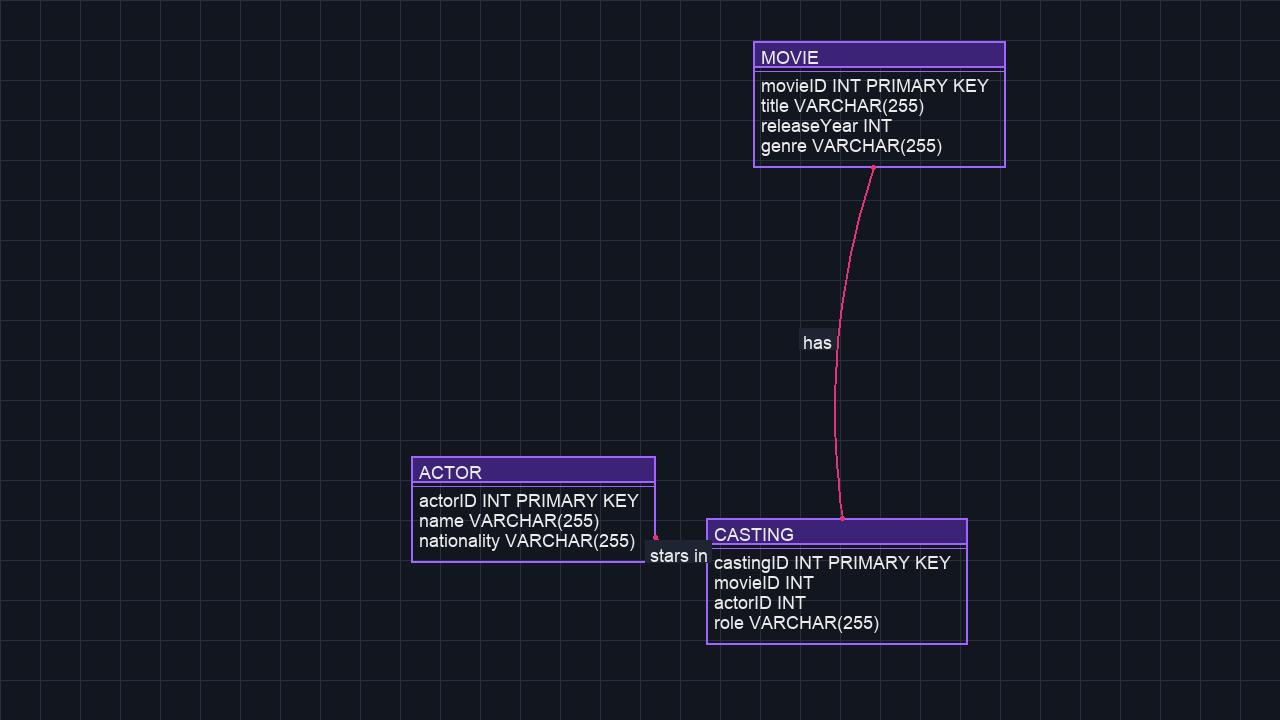 MOVIE
movieID INT PRIMARY KEY
title VARCHAR(255)
releaseYear INT
genre VARCHAR(255)
has
ACTOR
actorID INT PRIMARY KEY
name VARCHAR(255)
nationality VARCHAR(255)
stars in
CASTING
castingID INT PRIMARY KEY
movieID INT
actorID INT
role VARCHAR(255)